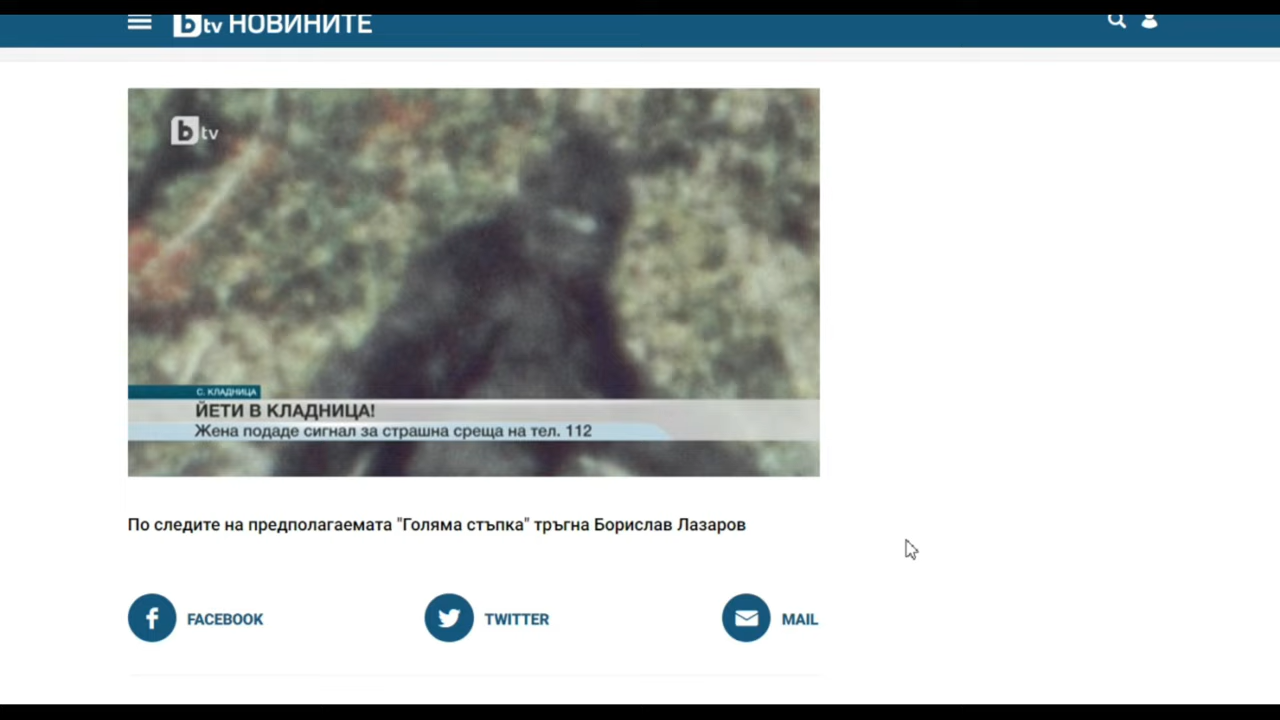 btv НОВИНИТЕ
btv
С. КЛАДНИЦА
ЙЕТИ В КЛАДНИЦА!
Жена подаде сигнал за страшна среща на тел. 112
По следите на предполагаемата "Голяма стъпка" тръгна Борислав Лазаров
FACEBOOK
TWITTER
MAIL